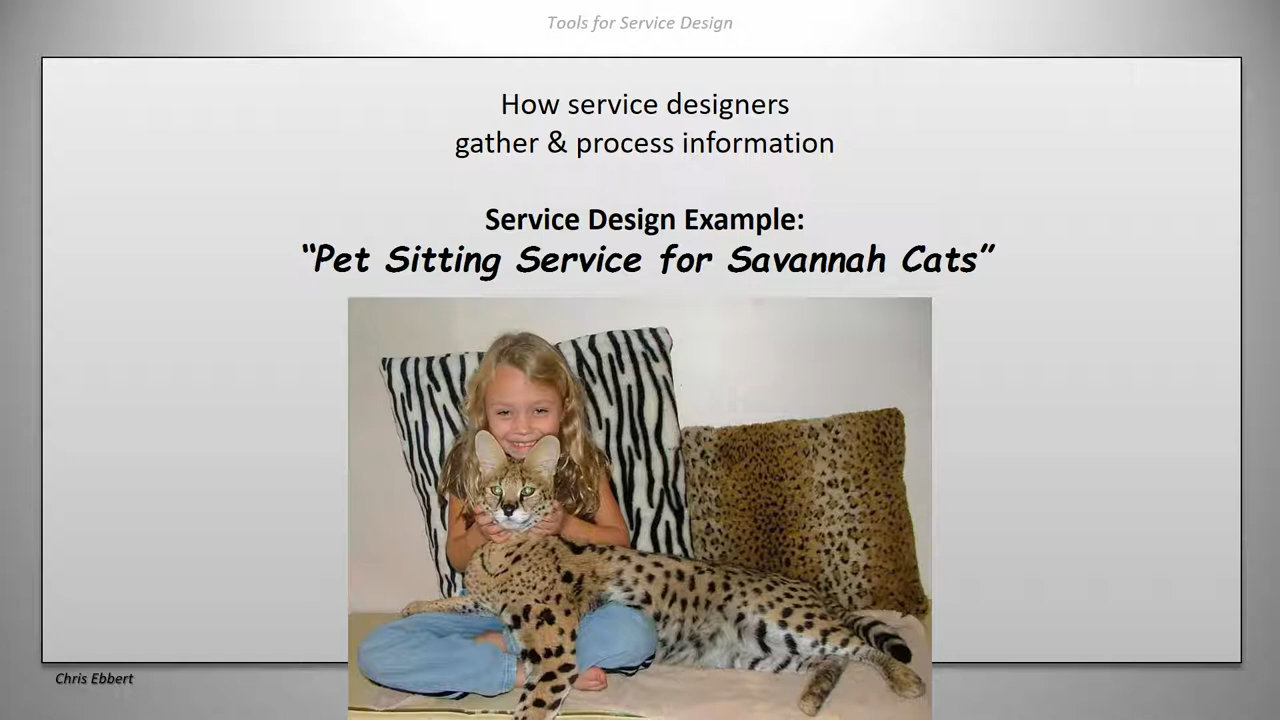 Tools for Service Design
How service designers
gather & process information
Service Design Example:
“Pet Sitting Service for Savannah Cats”
Chris Ebbert